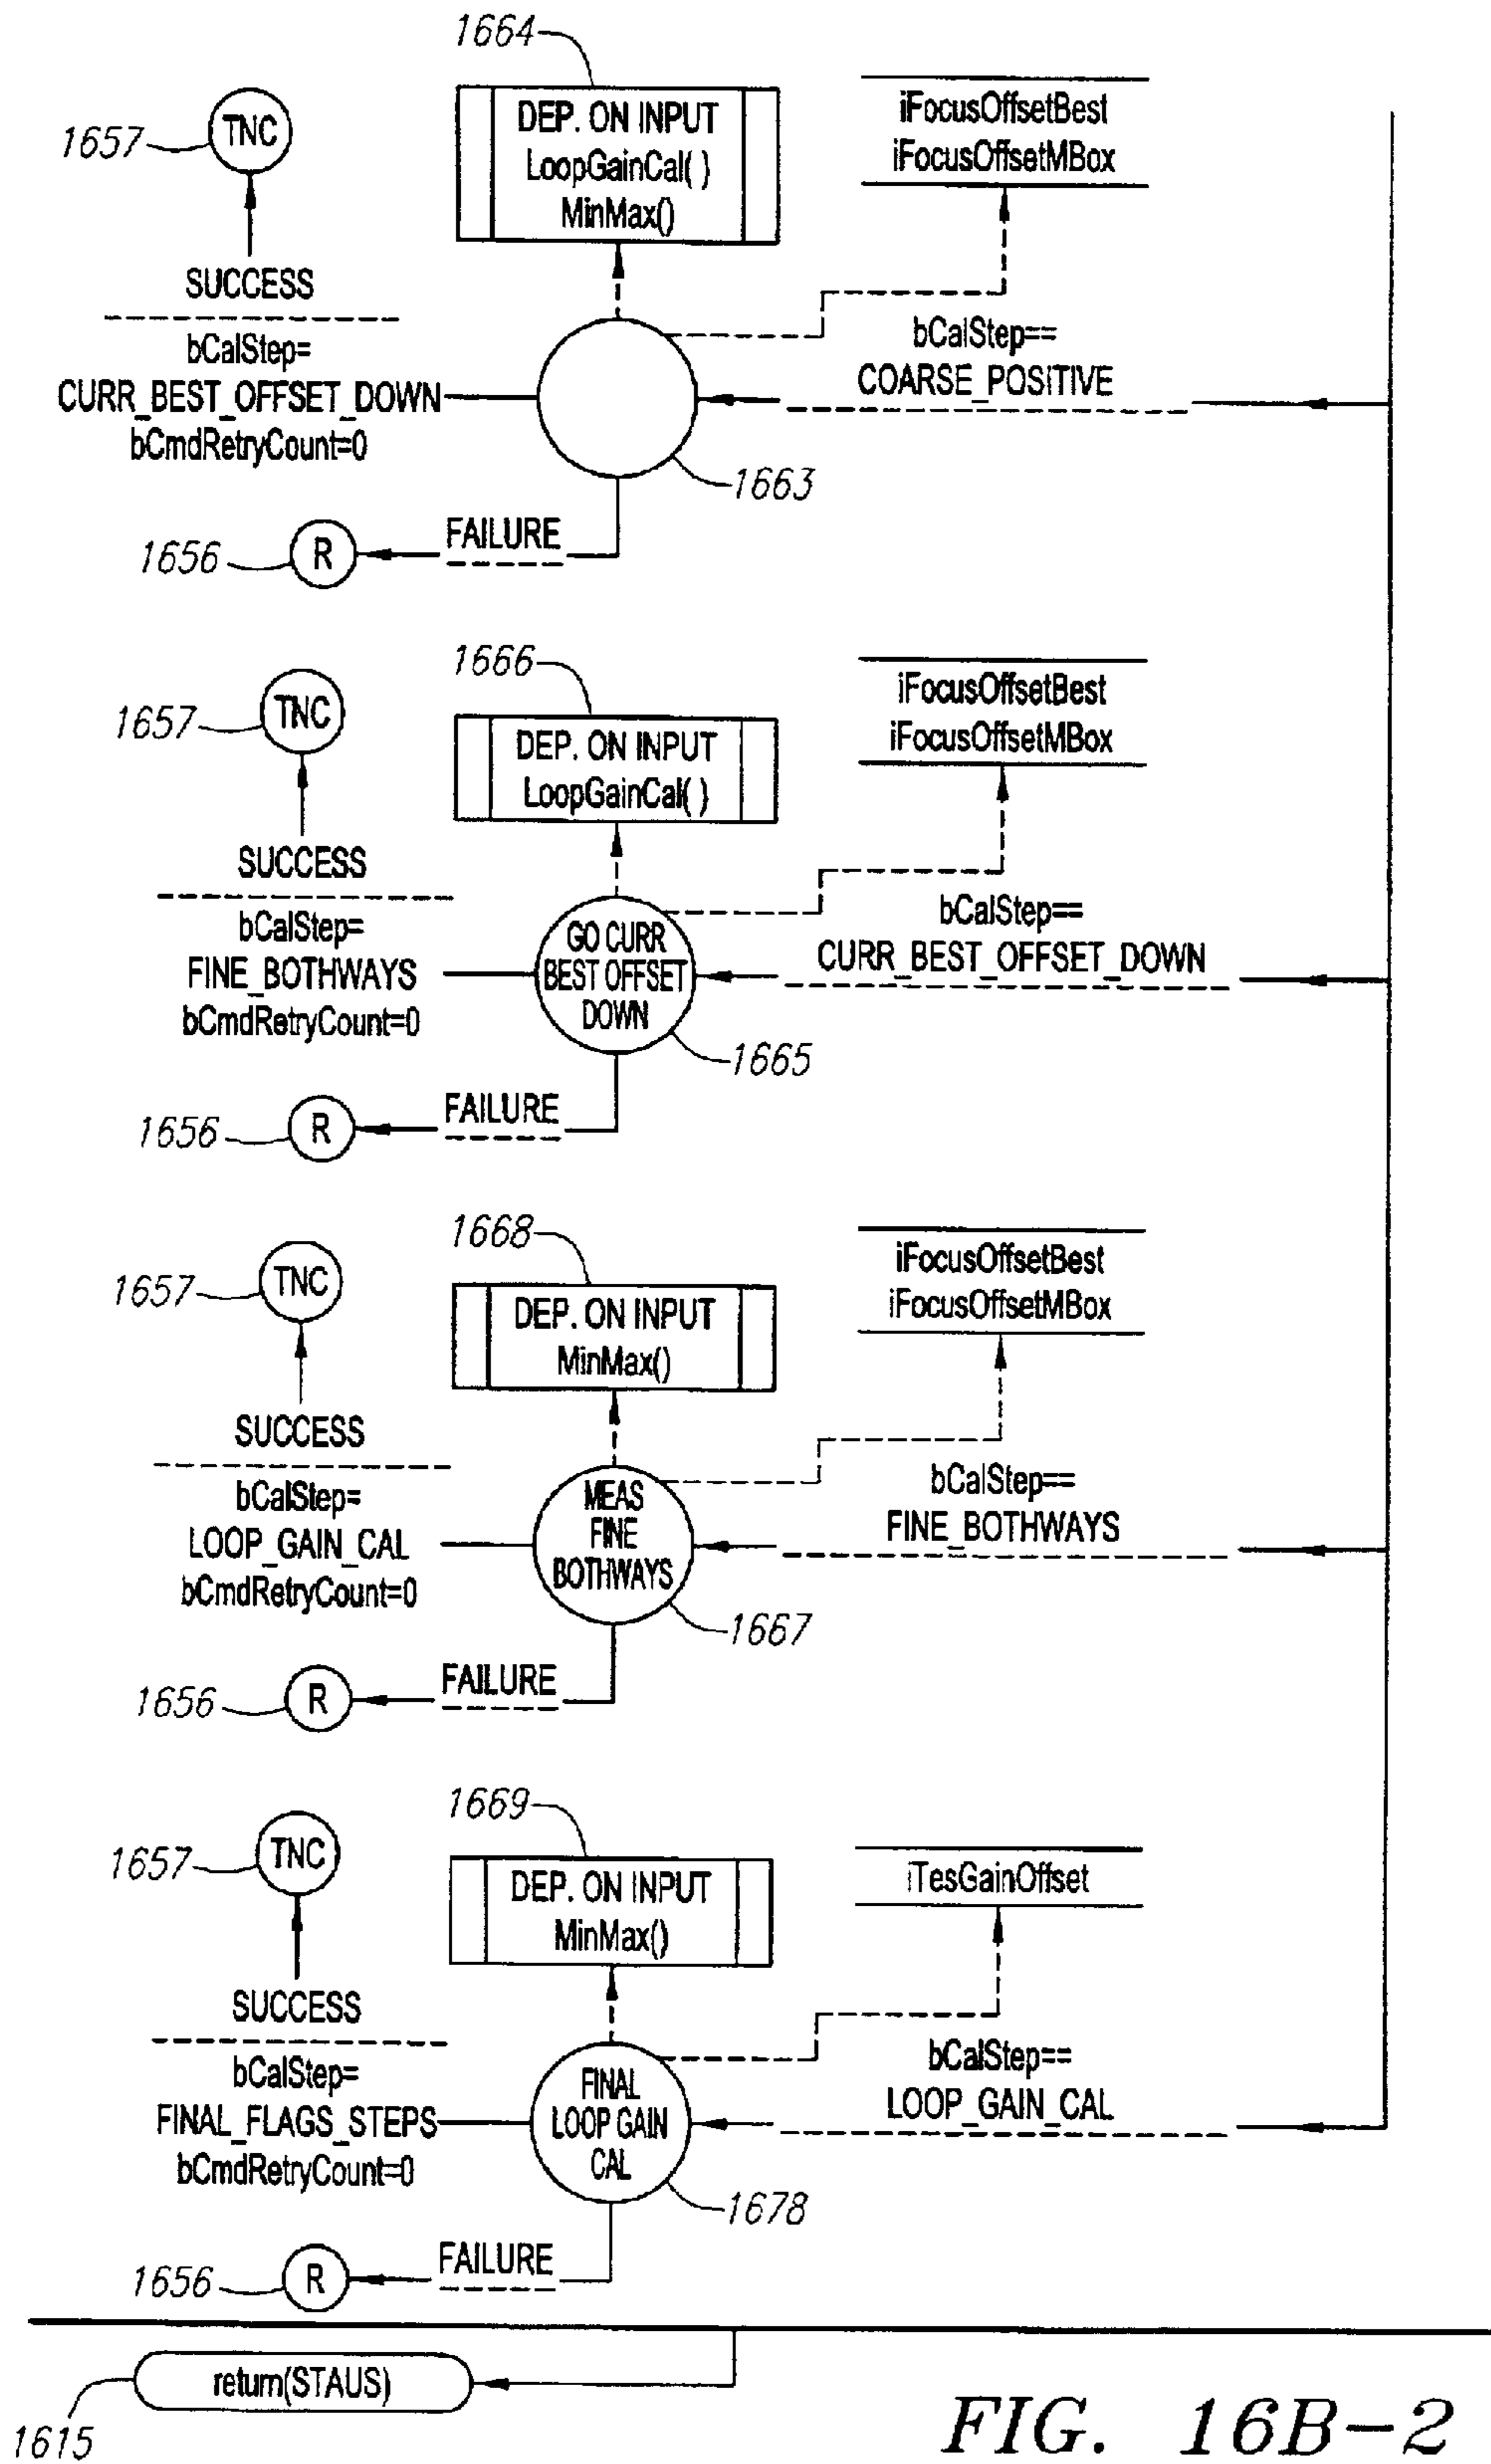 1664
1657
TNC
DEP. ON INPUT
LoopGainCal( )
MinMax()
iFocusOffsetBest
iFocusOffsetMBox
SUCCESS
bCalStep=
CURR_BEST_OFFSET_DOWN
bCmdRetryCount=0
bCalStep==
COARSE_POSITIVE
1663
1656
R
FAILURE
1666
1657
TNC
DEP. ON INPUT
LoopGainCal( )
iFocusOffsetBest
iFocusOffsetMBox
SUCCESS
bCalStep=
FINE_BOTHWAYS
bCmdRetryCount=0
GO CURR
BEST OFFSET
DOWN
bCalStep==
CURR_BEST_OFFSET_DOWN
1665
1656
R
FAILURE
1668
1657
TNC
DEP. ON INPUT
MinMax()
iFocusOffsetBest
iFocusOffsetMBox
SUCCESS
bCalStep=
LOOP_GAIN_CAL
bCmdRetryCount=0
MEAS
FINE
BOTHWAYS
bCalStep==
FINE_BOTHWAYS
1667
1656
R
FAILURE
1669
1657
TNC
DEP. ON INPUT
MinMax()
iTesGainOffset
SUCCESS
bCalStep=
FINAL_FLAGS_STEPS
bCmdRetryCount=0
FINAL
LOOP GAIN
CAL
bCalStep==
LOOP_GAIN_CAL
1678
1656
R
FAILURE
return(STAUS)
1615
FIG. 16B-2